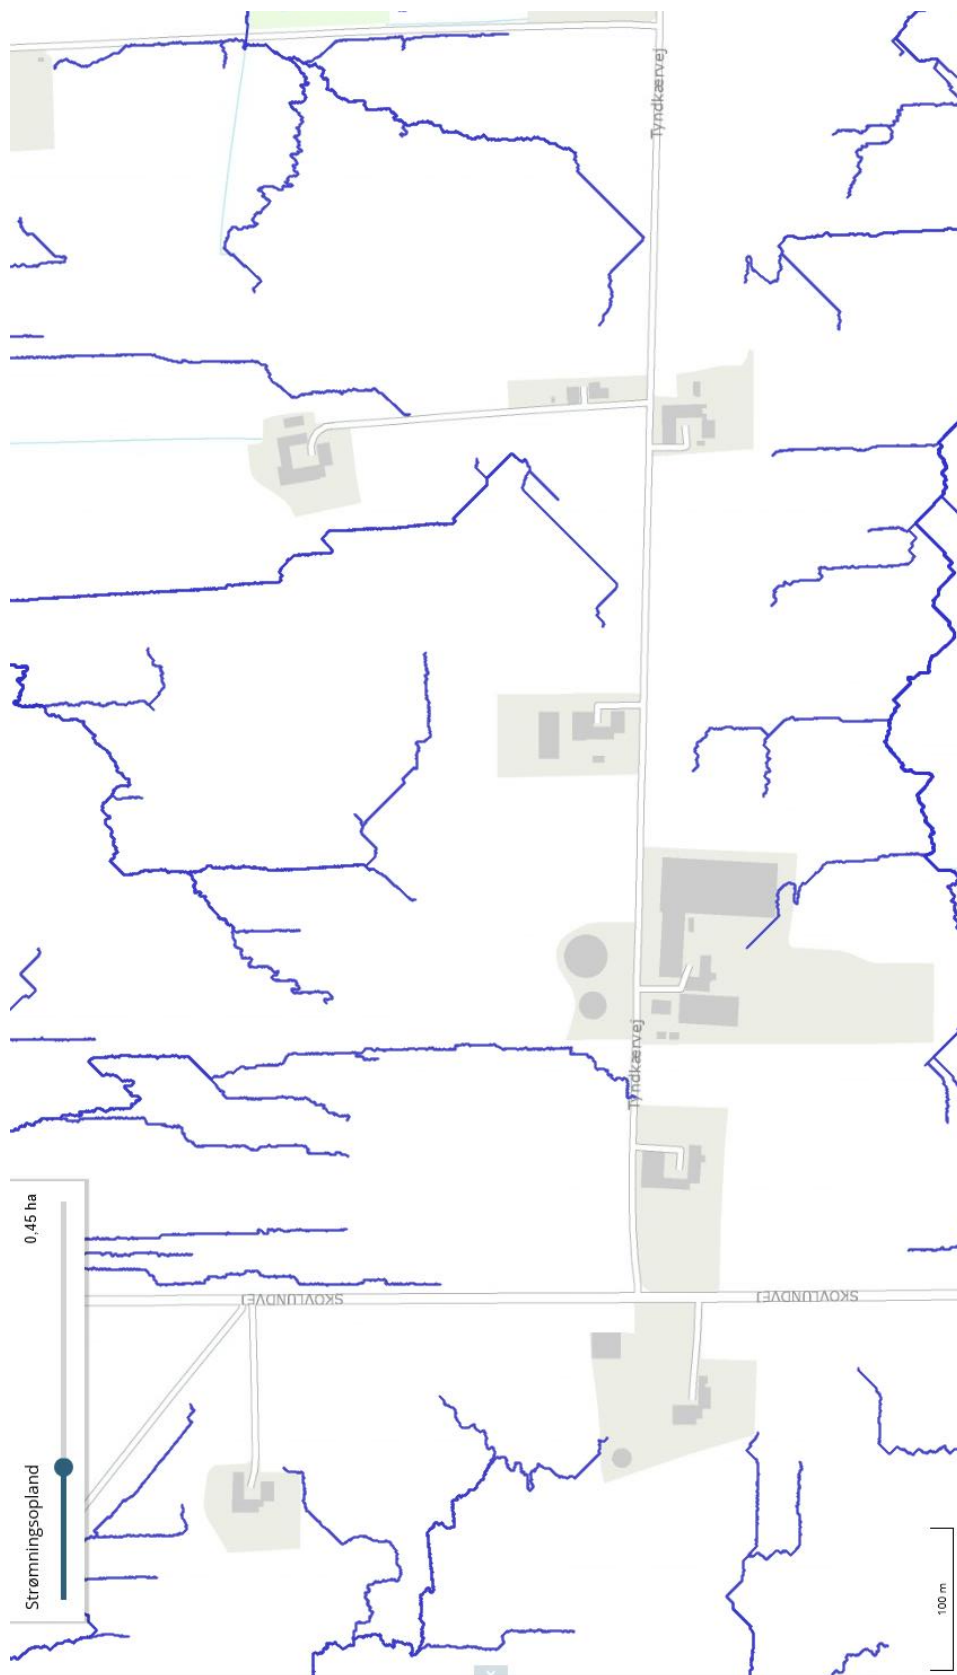 Tyndkærvej
Tyndkærvej
0,45 ha
Strømningsopland
SKOVLUNDVEJ
SKOVLUNDVEJ
100 m